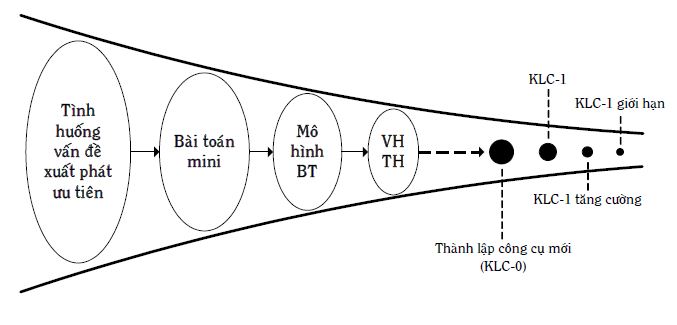 Tình
huống
vấn đề
xuất phát
ưu tiên
Bài toán
mini
Mô
hình
BT
VH
TH
KLC-1
KLC-1 giới hạn
KLC-1 tăng cường
Thành lập công cụ mới
(KLC-0)